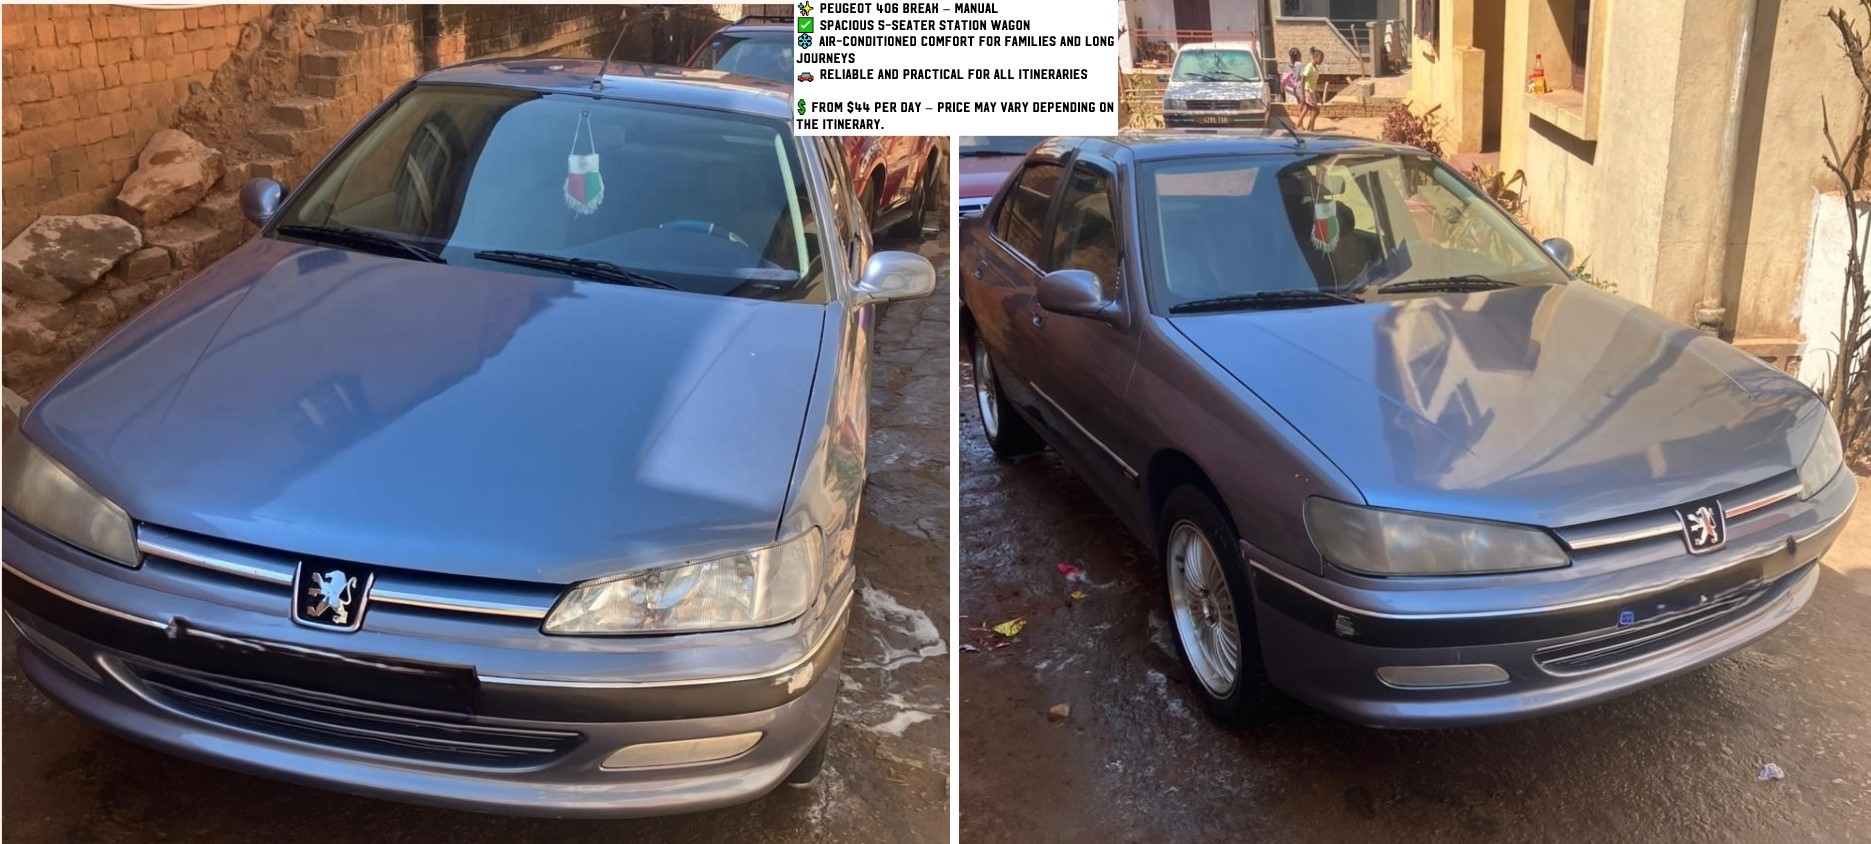 ✨ PEUGEOT 406 BREAK – MANUAL
✅ SPACIOUS 5-SEATER STATION WAGON
❄️ AIR-CONDITIONED COMFORT FOR FAMILIES AND LONG
JOURNEYS
🚗 RELIABLE AND PRACTICAL FOR ALL ITINERARIES
💲 FROM $44 PER DAY – PRICE MAY VARY DEPENDING ON
THE ITINERARY.